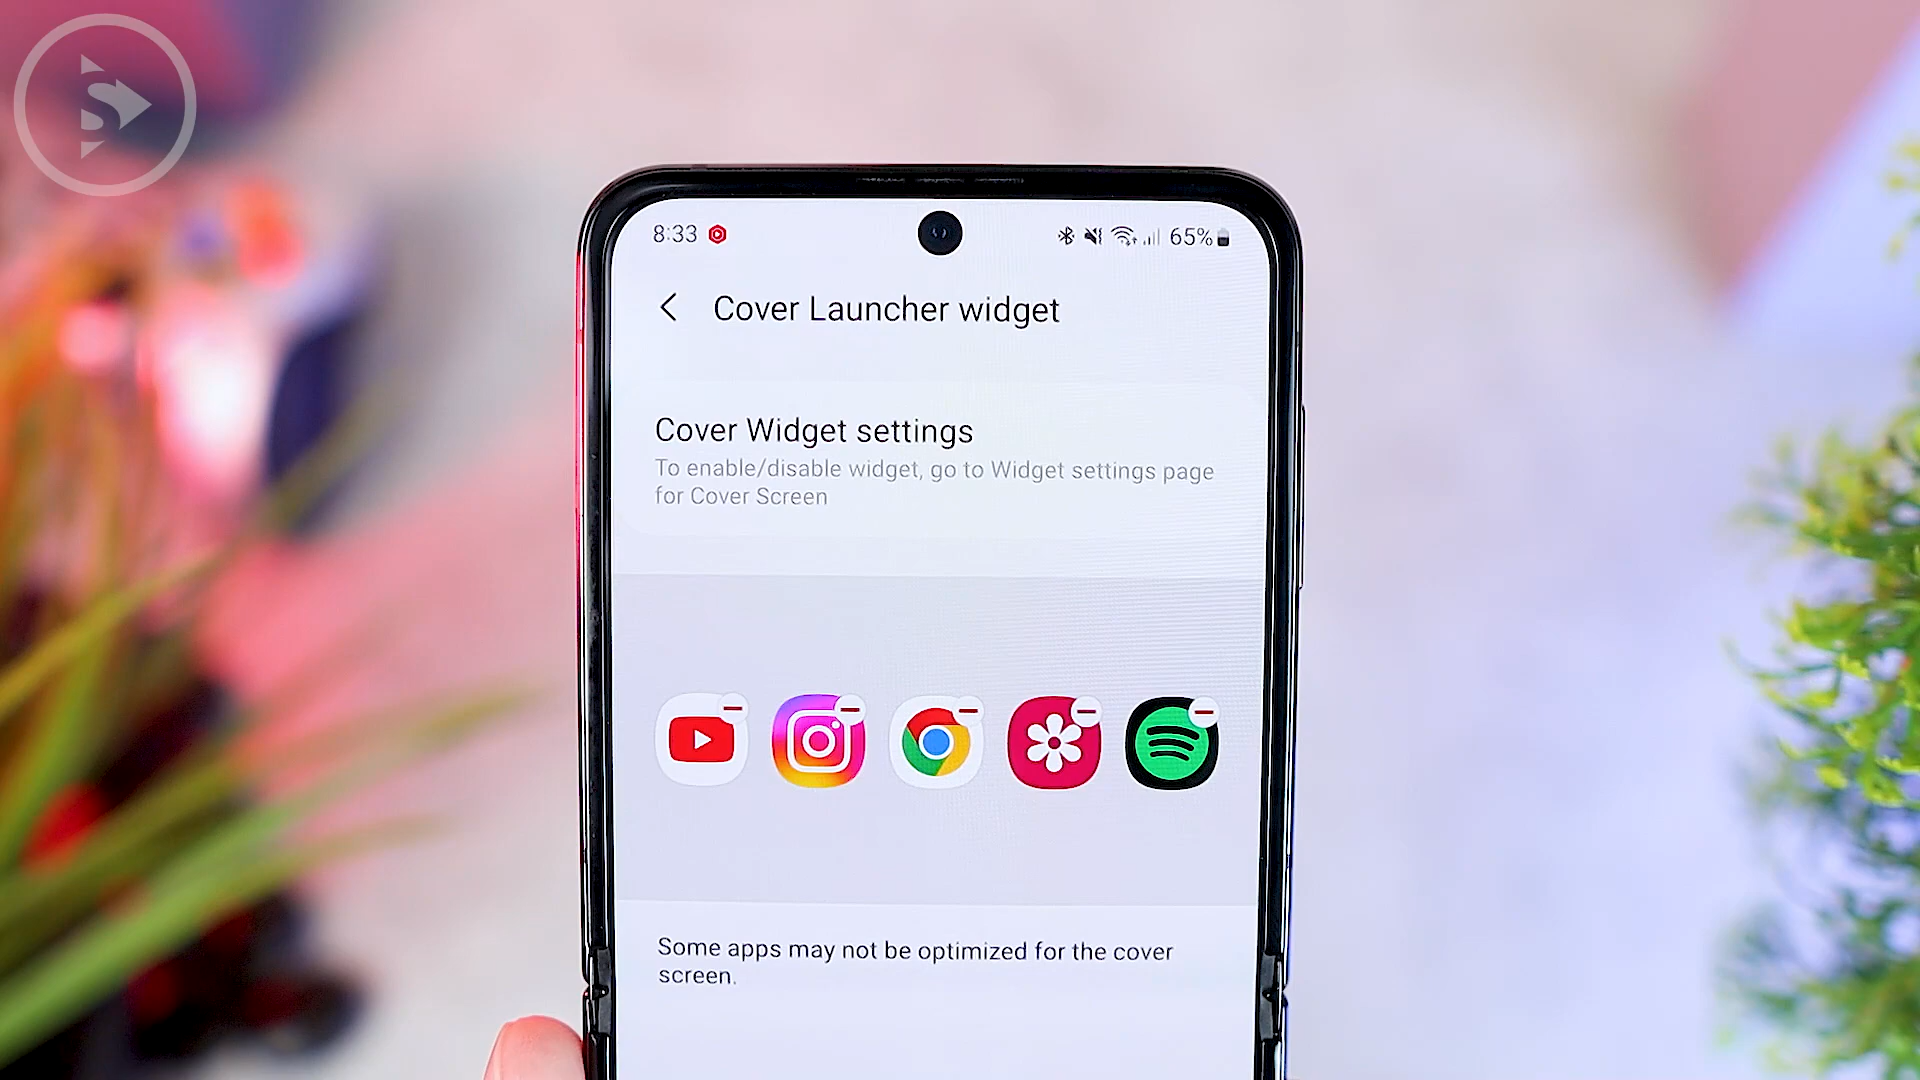 8:33
65%
Cover Launcher widget
Cover Widget settings
To enable/disable widget, go to Widget settings page
for Cover Screen
Some apps may not be optimized for the cover
screen.